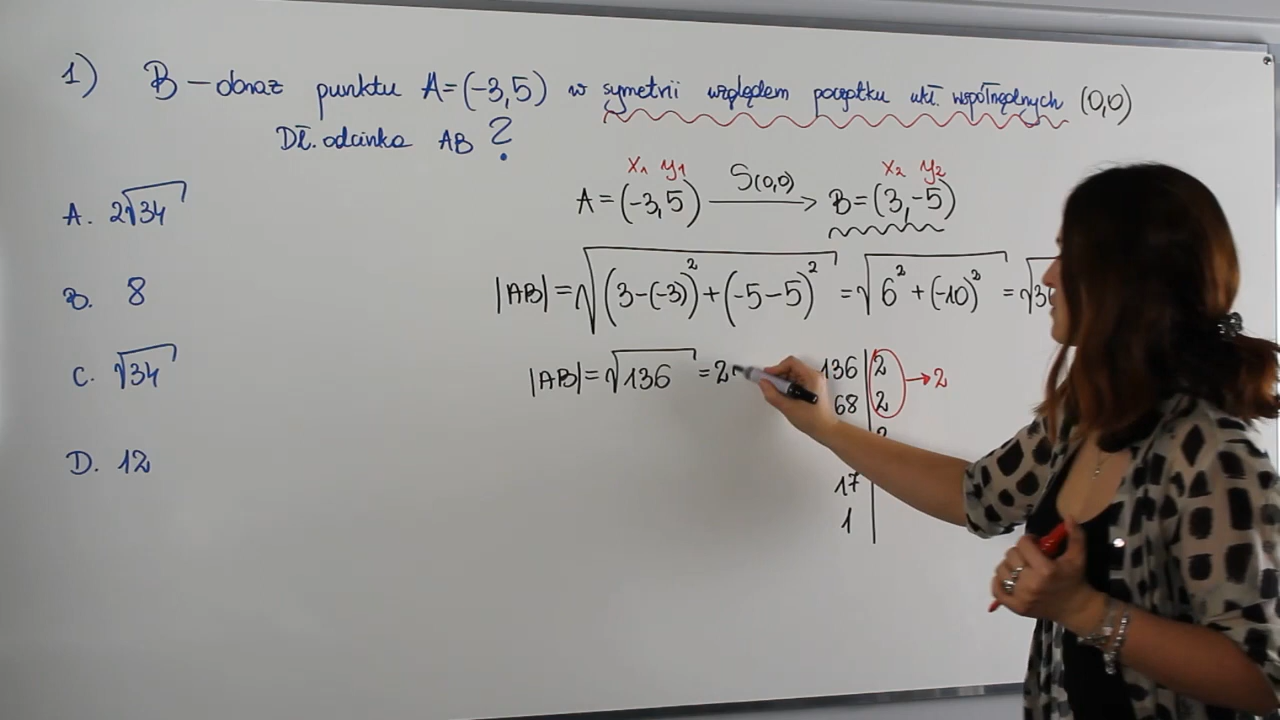 1) B – obraz punktu A=(-3,5) w symetrii względem początku ukł. współrzędnych (0,0)
Dł. odcinka AB ?
A. 2√34
B. 8
C. √34
D. 12
x₁ y₁ x₂ y₂
A=(-3,5) S(0,0) → B=(3,-5)
|AB|=√(3-(-3))²+(-5-5)² = √6²+(-10)² = √
|AB|=√136 = 2
136 | 2 → 2
68 | 2
17
1